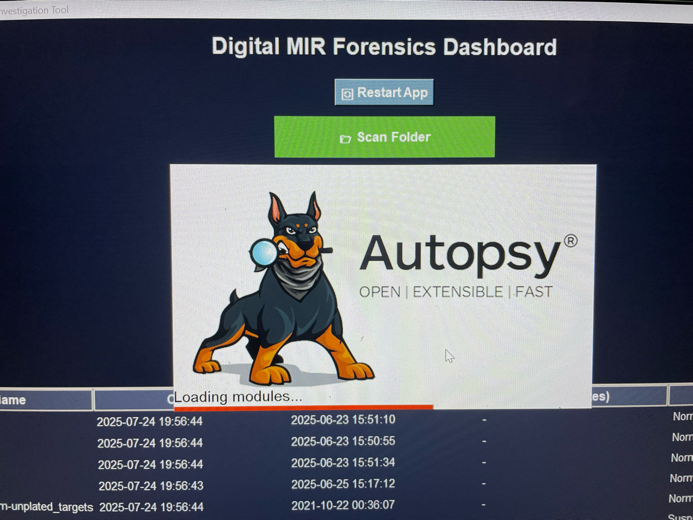 nvestigation Tool
Digital MIR Forensics Dashboard
Restart App
Scan Folder
Autopsy®
OPEN | EXTENSIBLE | FAST
Loading modules...
ame
C
es)
2025-07-24 19:56:44 2025-06-23 15:51:10 - Norm
2025-07-24 19:56:44 2025-06-23 15:50:55 - Norm
2025-07-24 19:56:44 2025-06-23 15:51:34 - Norm
2025-07-24 19:56:43 2025-06-25 15:17:12 - Norm
m-unplated_targets 2025-07-24 19:56:44 2021-10-22 00:36:07 - Norm
Susp